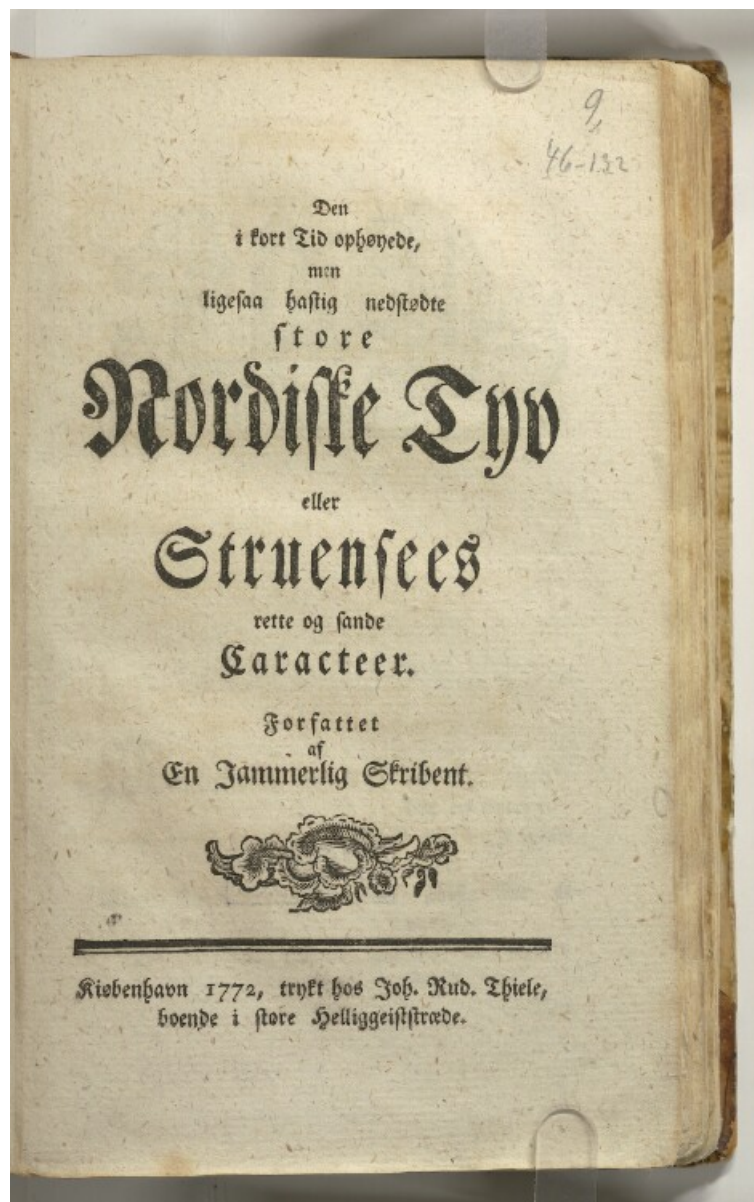 9
46-132
Den
i kort Tid ophøyede,
men
ligesaa hastig nedstødte
store
Nordiske Tyv
eller
Struensees
rette og sande
Caracteer.
Forfattet
af
En Jammerlig Skribent.
Kiøbenhavn 1772, trykt hos Joh. Rud. Thiele,
boende i store Helliggeiststræde.